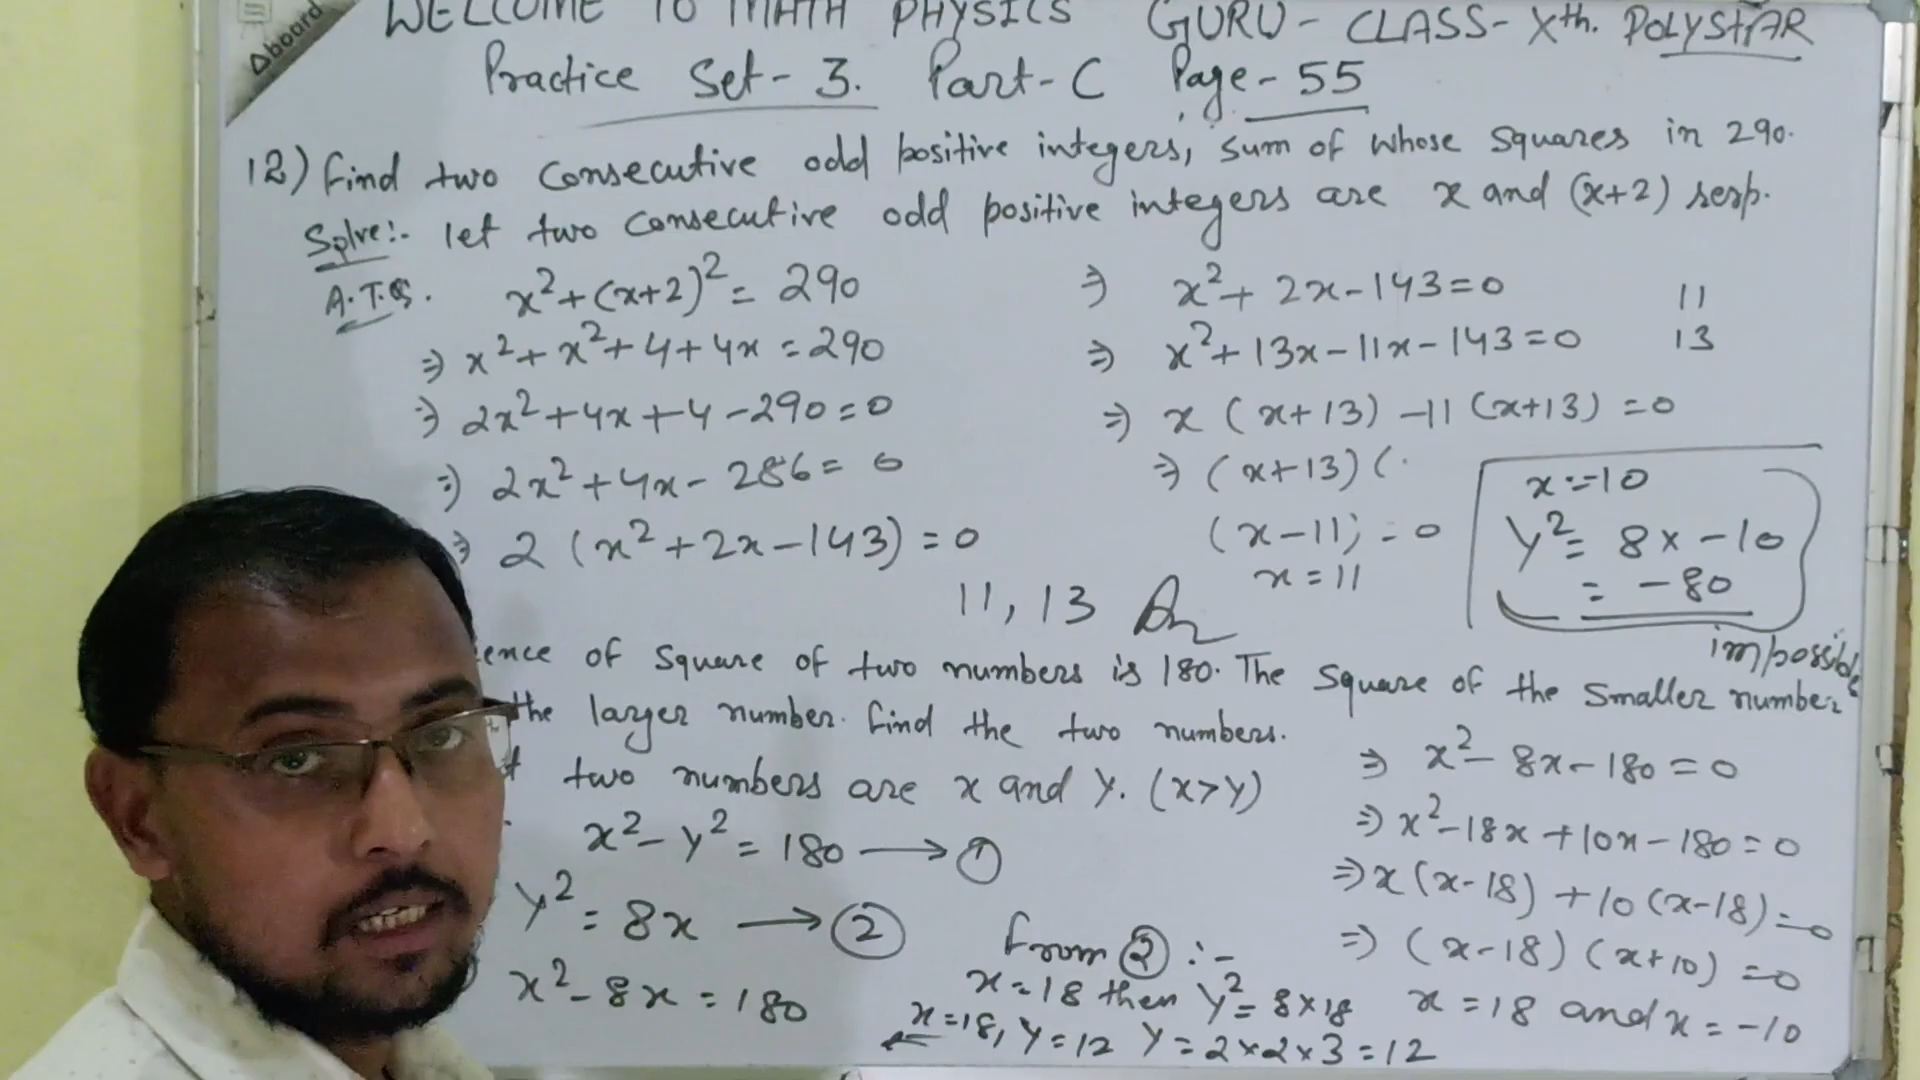 Aboard
WELCOME TO MATH PHYSICS GURU - CLASS- Xth. POLYSTAR
Practice Set-3. Part-C Page-55
12) find two consecutive odd positive integers, sum of whose squares in 290.
Solve:- let two consecutive odd positive integers are x and (x+2) resp.
A.T.Q. x²+(x+2)²= 290
⇒ x²+x²+4+4x = 290
⇒ 2x²+4x+4-290=0
⇒ 2x²+4x-286= 0
⇒ 2(x²+2x-143)=0
⇒ x²+2x-143=0
⇒ x²+13x-11x-143=0
⇒ x(x+13)-11(x+13)=0
⇒ (x+13)(
(x-11)=0
x=11
11
13
11, 13 An
x=-10
y²= 8x-10
= -80
impossible
ence of square of two numbers is 180. The square of the smaller number
the larger number. find the two numbers.
two numbers are x and y. (x>y)
x²-y²=180 → ①
y²=8x → ②
x²-8x=180
⇒ x²-8x-180=0
⇒ x²-18x+10x-180=0
⇒ x(x-18)+10(x-18)=0
⇒ (x-18)(x+10)=0
x=18 and x=-10
from ② :-
x=18 then y²=8×18
y=2×2×3=12
x=18, y=12